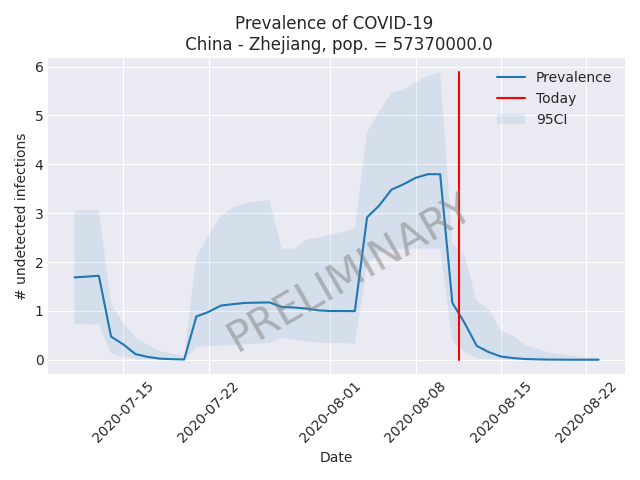 Prevalence of COVID-19
China - Zhejiang, pop. = 57370000.0
6
5
4
3
2
1
0
# undetected infections
Prevalence
Today
95CI
PRELIMINARY
2020-07-15
2020-07-22
2020-08-01
2020-08-08
2020-08-15
2020-08-22
Date